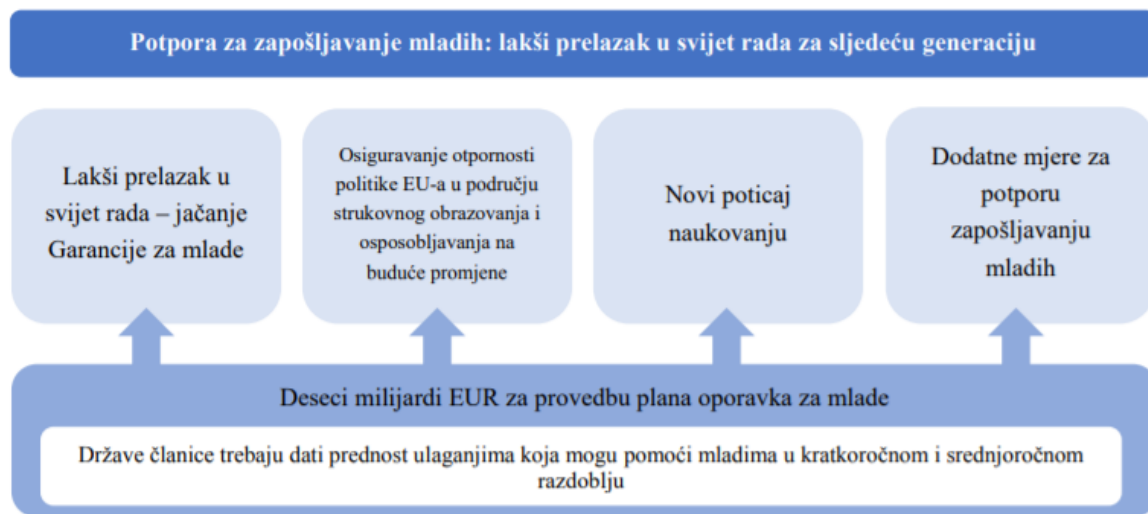 Potpora za zapošljavanje mladih: lakši prelazak u svijet rada za sljedeću generaciju
Lakši prelazak u
svijet rada – jačanje
Garancije za mlade
Osiguravanje otpornosti
politike EU-a u području
strukovnog obrazovanja i
osposobljavanja na
buduće promjene
Novi poticaj
naukovanju
Dodatne mjere za
potporu
zapošljavanju
mladih
Deseci milijardi EUR za provedbu plana oporavka za mlade
Države članice trebaju dati prednost ulaganjima koja mogu pomoći mladima u kratkoročnom i srednjoročnom
razdoblju